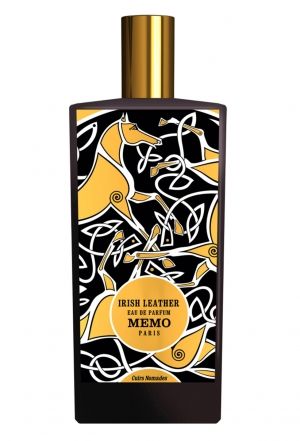 IRISH LEATHER
EAU DE PARFUM
MEMO
PARIS
Cuirs Nomades